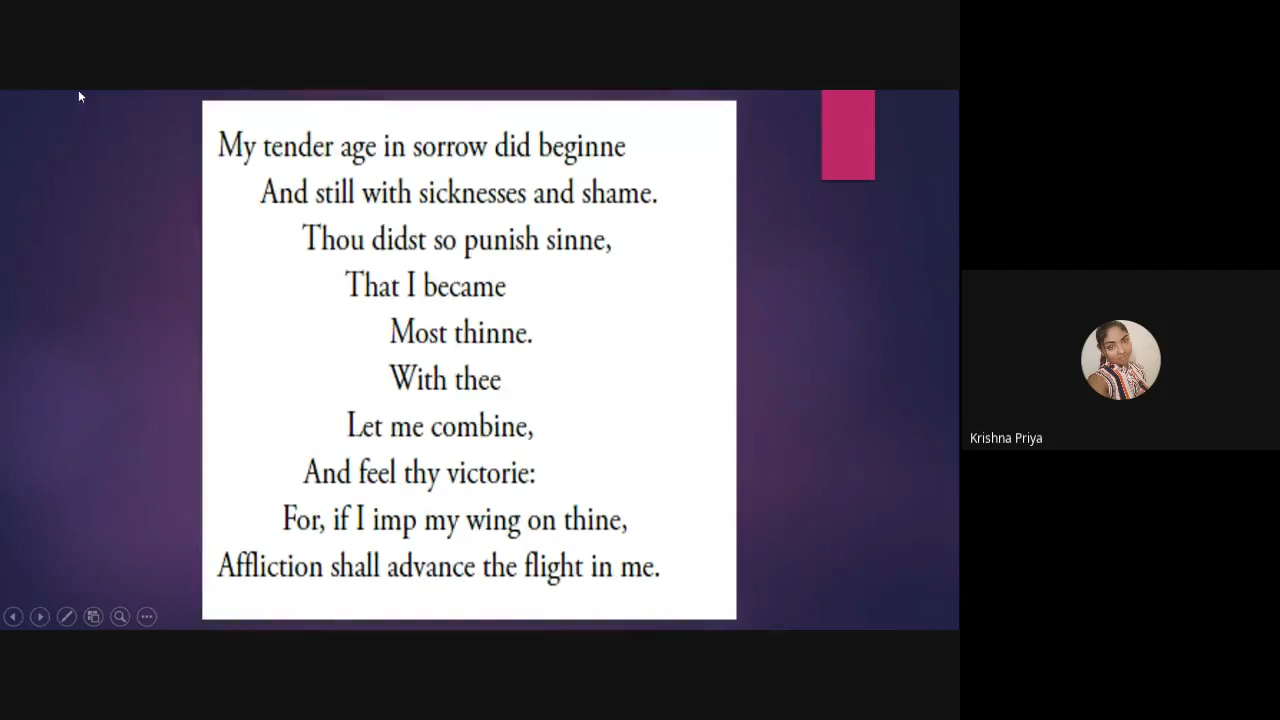 My tender age in sorrow did beginne
And still with sicknesses and shame.
Thou didst so punish sinne,
That I became
Most thinne.
With thee
Let me combine,
And feel thy victorie:
For, if I imp my wing on thine,
Affliction shall advance the flight in me.
Krishna Priya